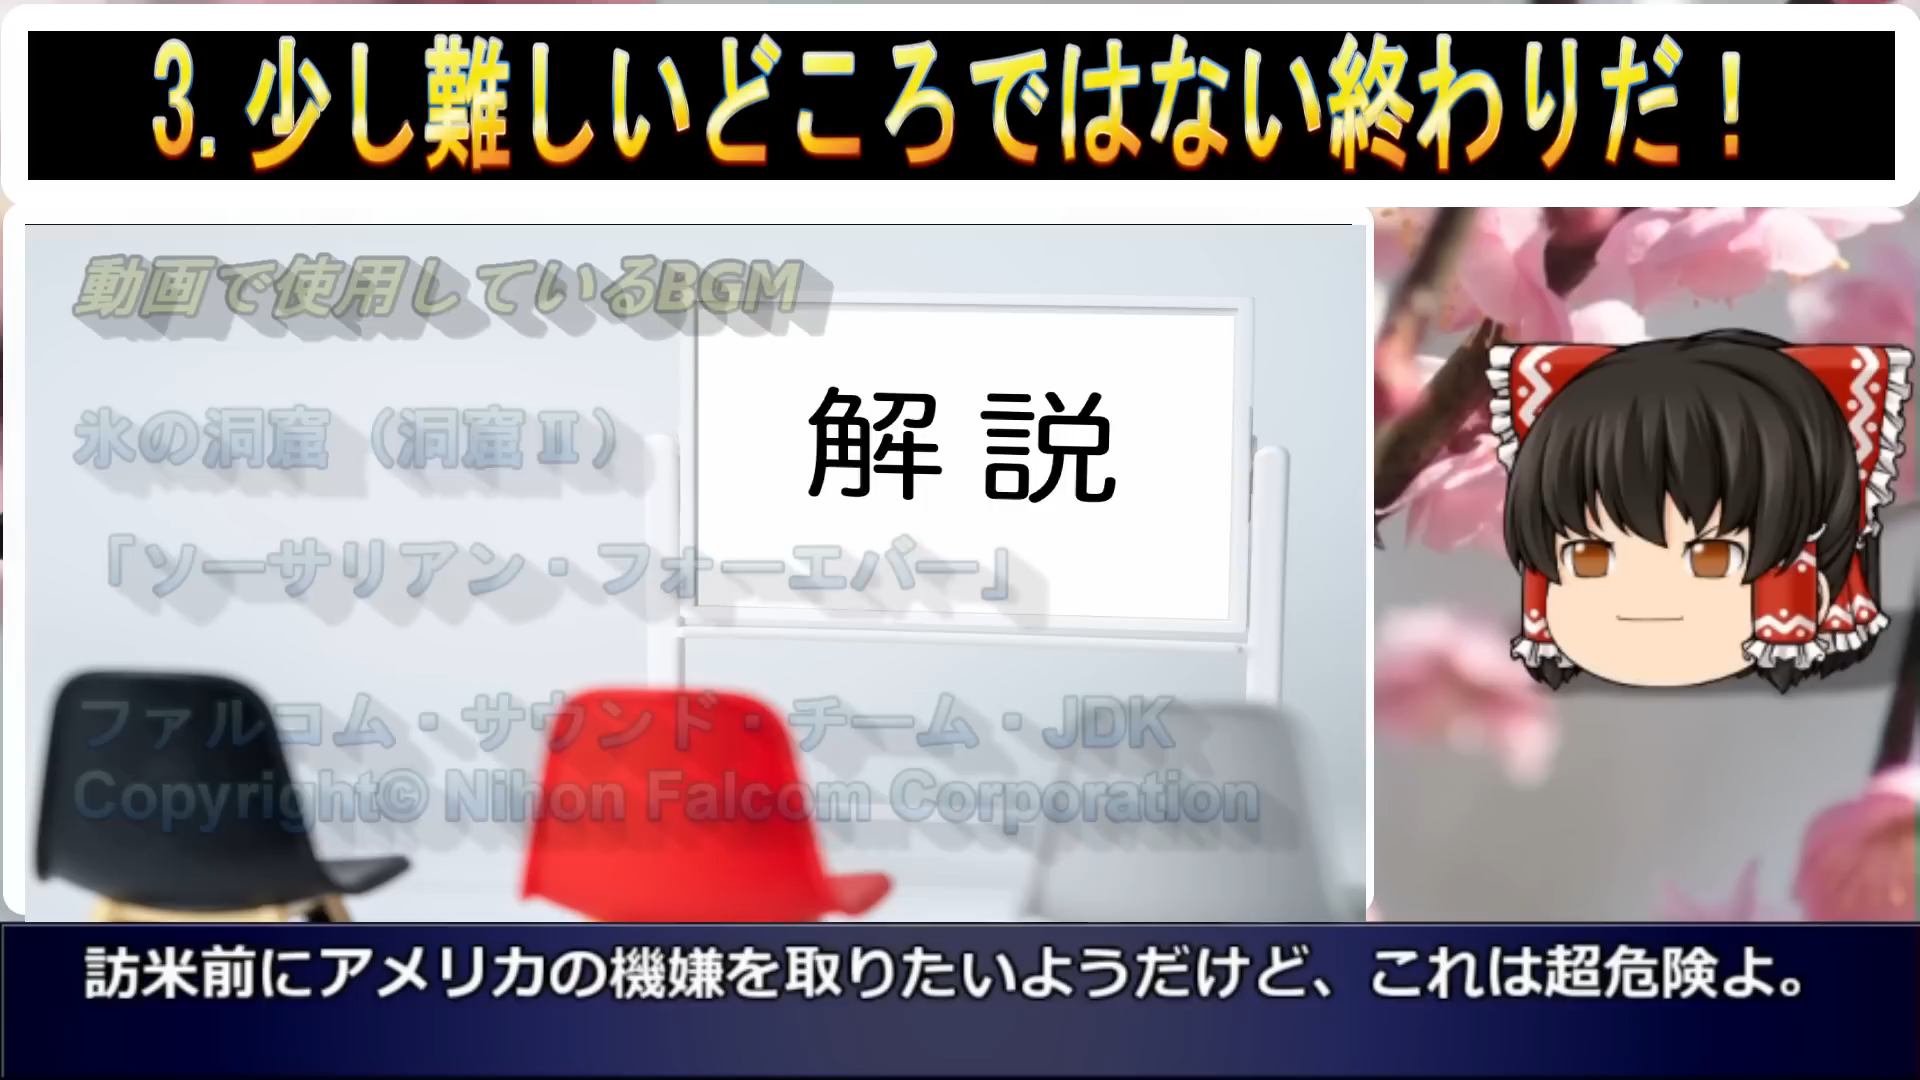 3.少し難しいどころではない終わりだ！
動画で使用しているBGM
氷の洞窟（洞窟Ⅱ）
「ソーサリアン・フォーエバー」
解説
ファルコム・サウンド・チーム・JDK
Copyright© Nihon Falcom Corporation
訪米前にアメリカの機嫌を取りたいようだけど、これは超危険よ。